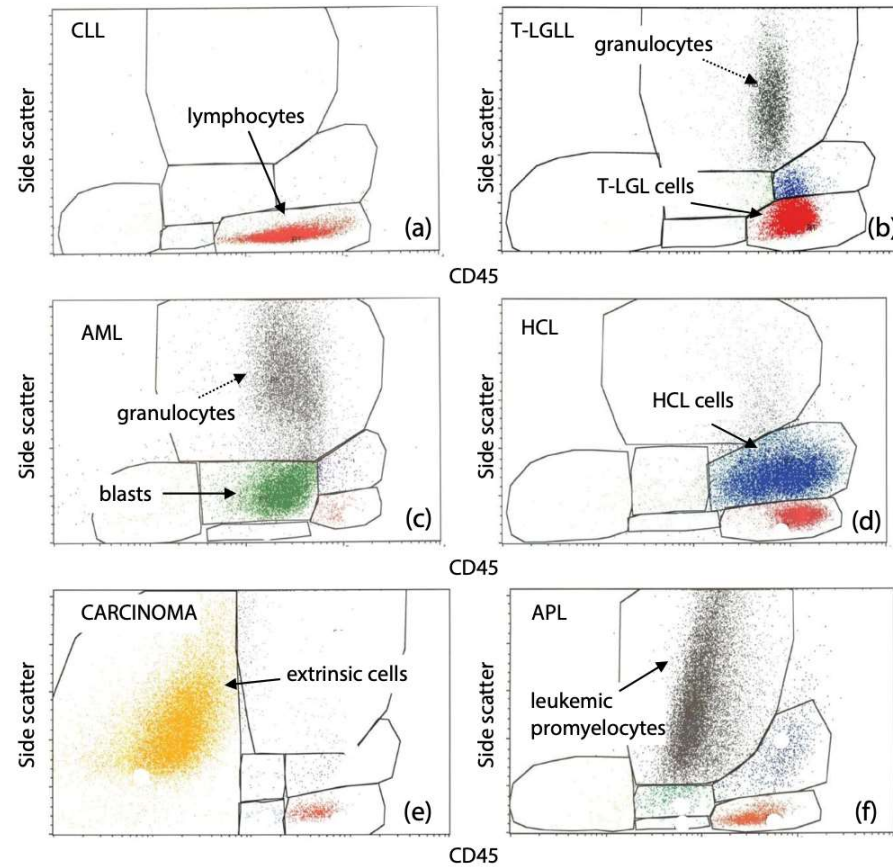 CLL
Side scatter
lymphocytes
(a)
T-LGLL
Side scatter
granulocytes
T-LGL cells
(b)
CD45
AML
Side scatter
granulocytes
blasts
(c)
HCL
Side scatter
HCL cells
(d)
CD45
CARCINOMA
Side scatter
extrinsic cells
(e)
APL
Side scatter
leukemic
promyelocytes
(f)
CD45